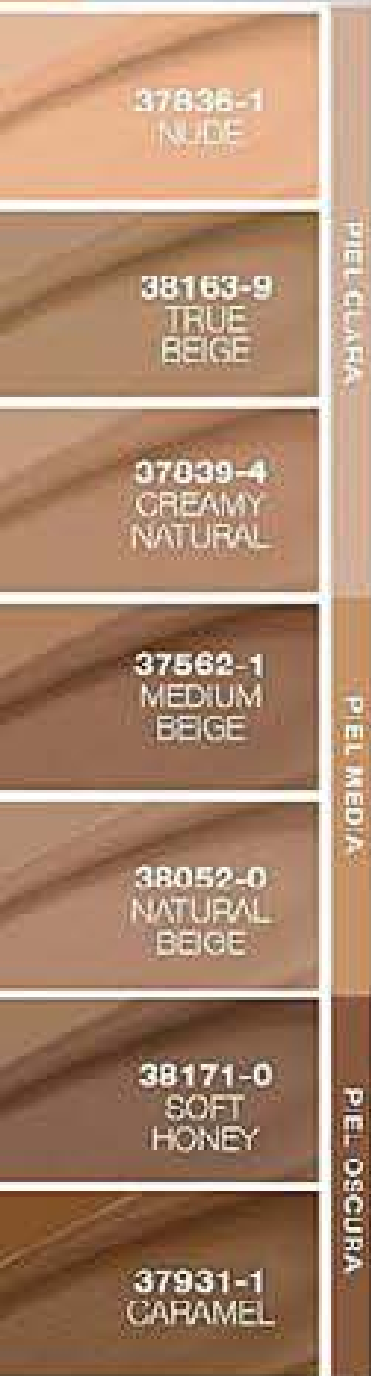 37836-1
NUDE
38163-9
TRUE
BEIGE
37839-4
CREAMY
NATURAL
PIEL CLARA
37562-1
MEDIUM
BEIGE
38052-0
NATURAL
BEIGE
PIEL MEDIA
38171-0
SOFT
HONEY
37931-1
CARAMEL
PIEL OSCURA